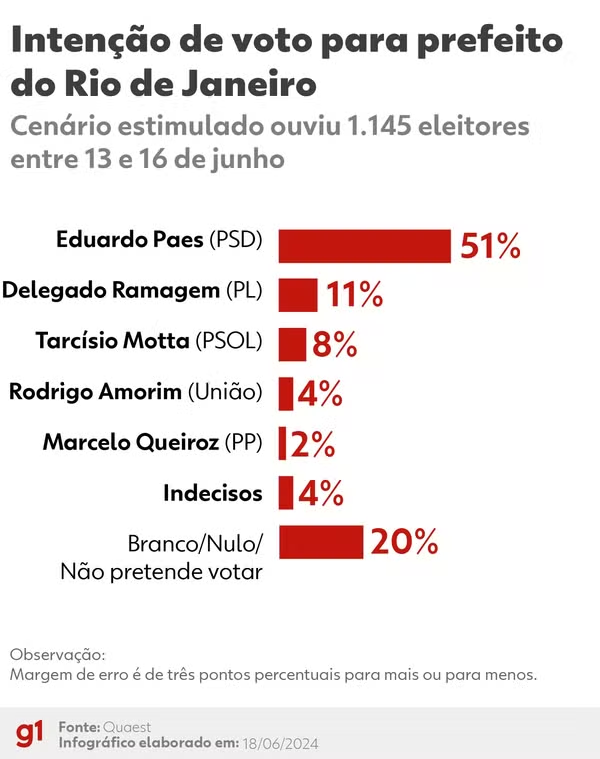 Intenção de voto para prefeito
do Rio de Janeiro
Cenário estimulado ouviu 1.145 eleitores
entre 13 e 16 de junho
Eduardo Paes (PSD) 51%
Delegado Ramagem (PL) 11%
Tarcísio Motta (PSOL) 8%
Rodrigo Amorim (União) 4%
Marcelo Queiroz (PP) 2%
Indecisos 4%
Branco/Nulo/ 20%
Não pretende votar
Observação:
Margem de erro é de três pontos percentuais para mais ou para menos.
g1
Fonte: Quaest
Infográfico elaborado em: 18/06/2024